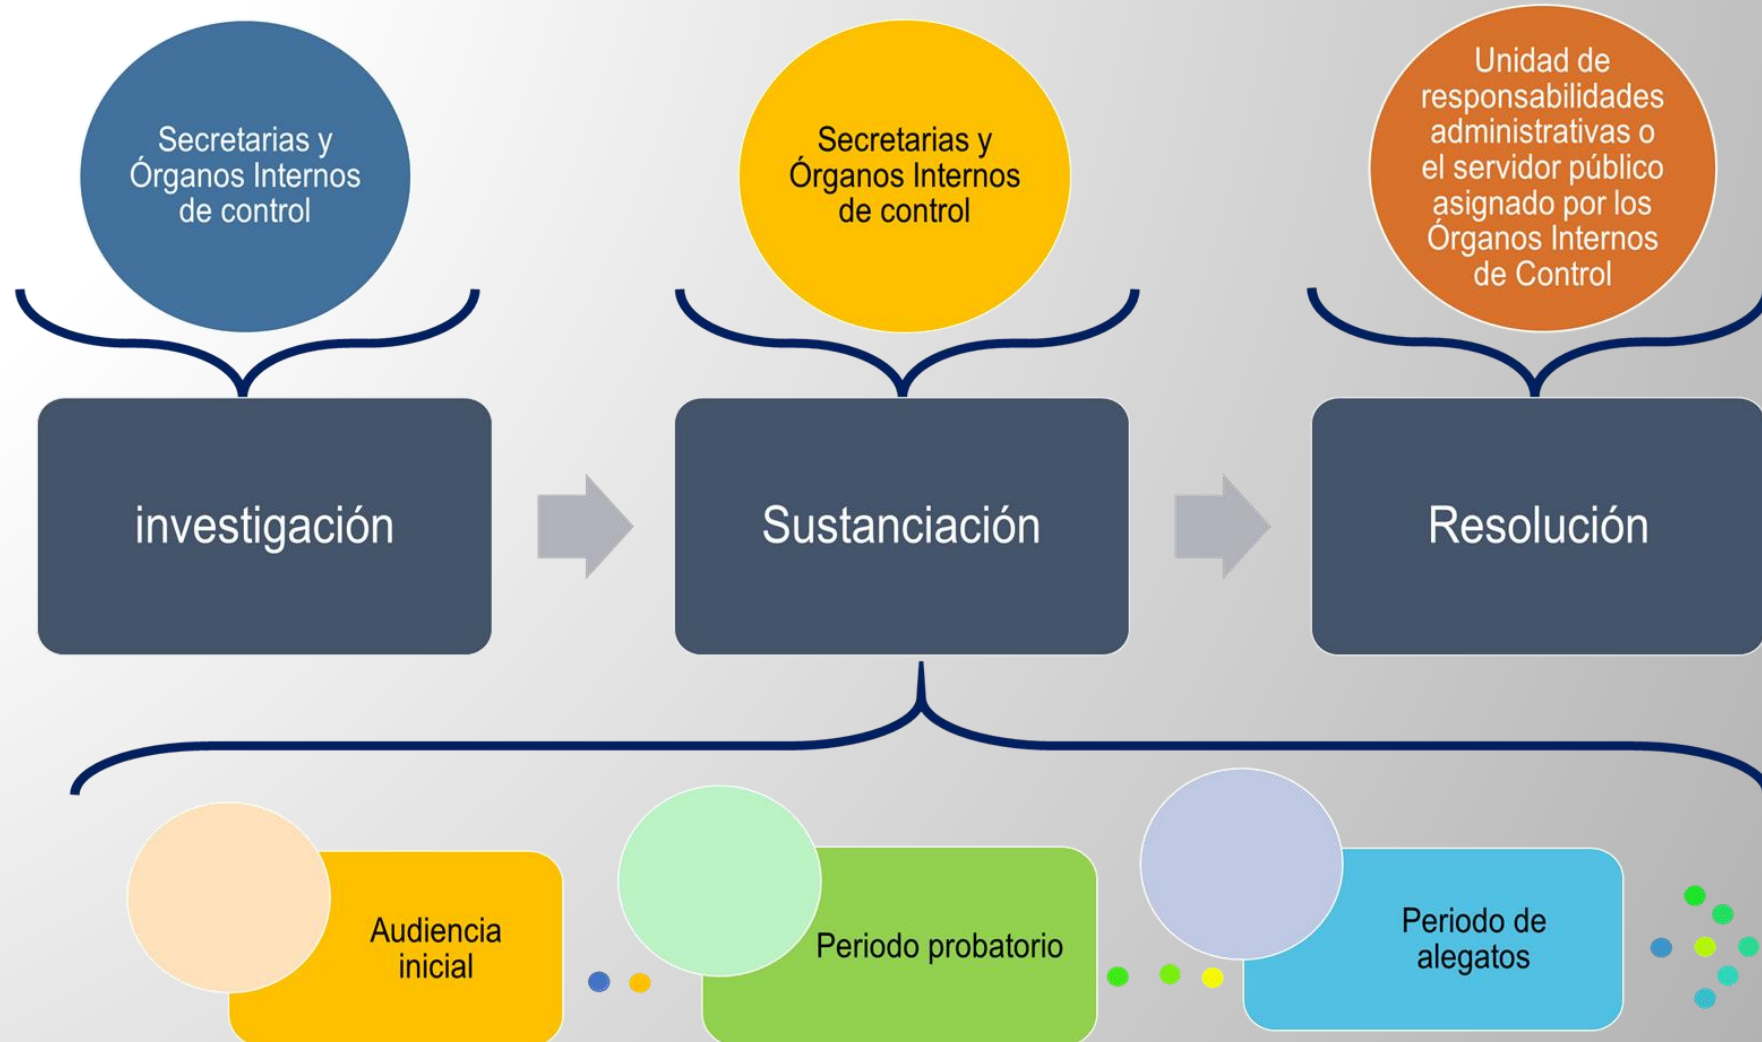 Secretarias y
Órganos Internos
de control
Secretarias y
Órganos Internos
de control
Unidad de
responsabilidades
administrativas o
el servidor público
asignado por los
Órganos Internos
de Control
investigación
Sustanciación
Resolución
Audiencia
inicial
Periodo probatorio
Periodo de
alegatos